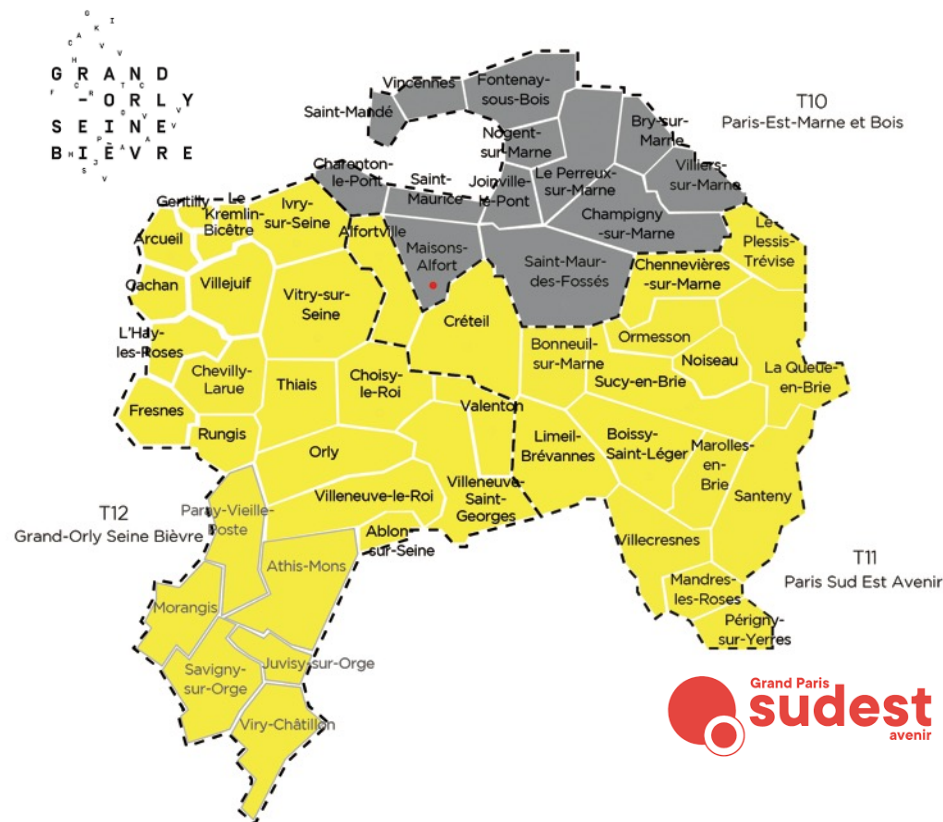 GRAND
-ORLY
SEINE
BIÈVRE
T10
Paris-Est-Marne et Bois
Vincennes
Fontenay-
sous-Bois
Saint-Mandé
Nogent-
sur-Marne
Bry-sur-
Marne
Charenton-
le-Pont
Saint-
Maurice
Joinville-
le-Pont
Le Perreux-
sur-Marne
Villiers-
sur-Marne
Champigny
-sur-Marne
Maisons-
Alfort
Saint-Maur-
des-Fossés
Gentilly
Le
Kremlin-
Bicêtre
Ivry-
sur-Seine
Alfortville
Arcueil
Cachan
Villejuif
Vitry-sur-
Seine
Créteil
Chennevières
-sur-Marne
Le-
Plessis-
Trévise
L'Hay-
les-Roses
Chevilly-
Larue
Thiais
Choisy-
le-Roi
Bonneuil-
sur-Marne
Ormesson
Noiseau
Sucy-en-Brie
La Queue-
en-Brie
Fresnes
Rungis
Orly
Valenton
Limeil-
Brévannes
Boissy-
Saint-Léger
Marolles-
en-
Brie
Santeny
Villeneuve-le-Roi
Villeneuve-
Saint-
Georges
Ablon-
sur-Seine
Villecresnes
Mandres-
les-Roses
Périgny-
sur-Yerres
T12
Grand-Orly Seine Bièvre
T11
Paris Sud Est Avenir
Paray-Vieille-
Poste
Athis-Mons
Morangis
Savigny-
sur-Orge
Juvisy-sur-Orge
Viry-Châtillon
Grand Paris
sudest
avenir